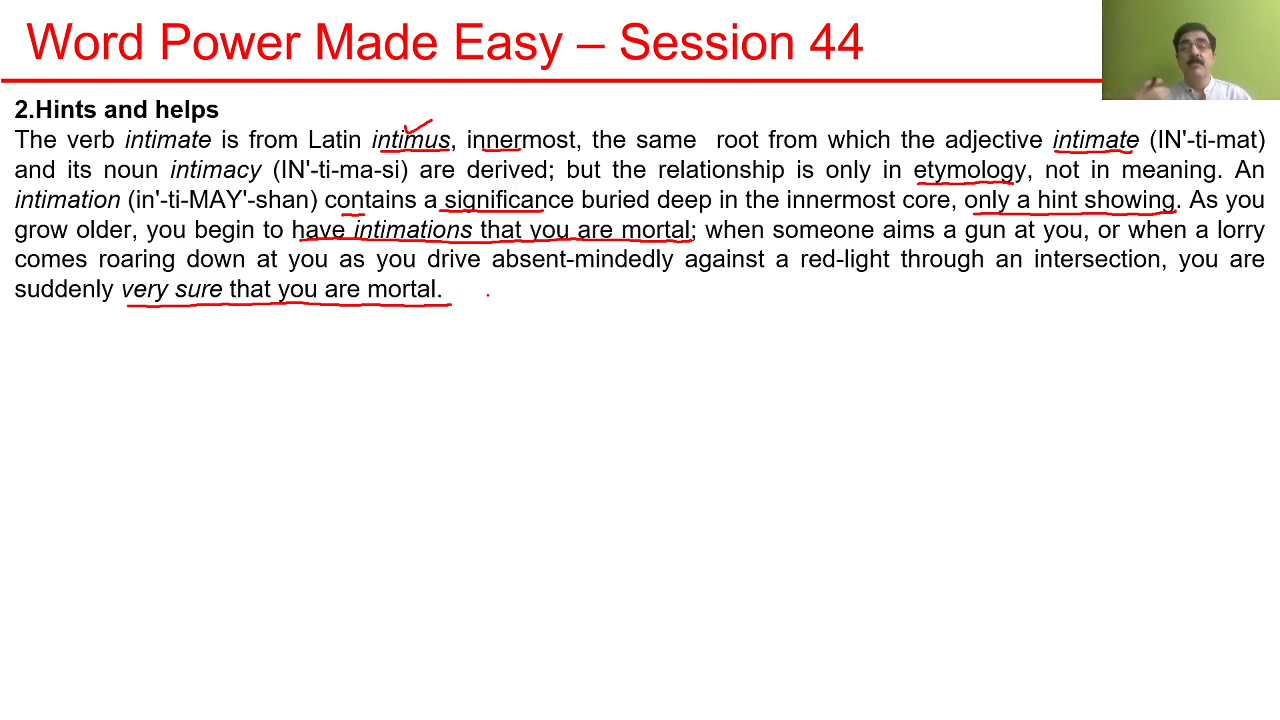 Word Power Made Easy – Session 44
2.Hints and helps
The verb intimate is from Latin intimus, innermost, the same root from which the adjective intimate (IN'-ti-mat)
and its noun intimacy (IN'-ti-ma-si) are derived; but the relationship is only in etymology, not in meaning. An
intimation (in'-ti-MAY'-shan) contains a significance buried deep in the innermost core, only a hint showing. As you
grow older, you begin to have intimations that you are mortal; when someone aims a gun at you, or when a lorry
comes roaring down at you as you drive absent-mindedly against a red-light through an intersection, you are
suddenly very sure that you are mortal.